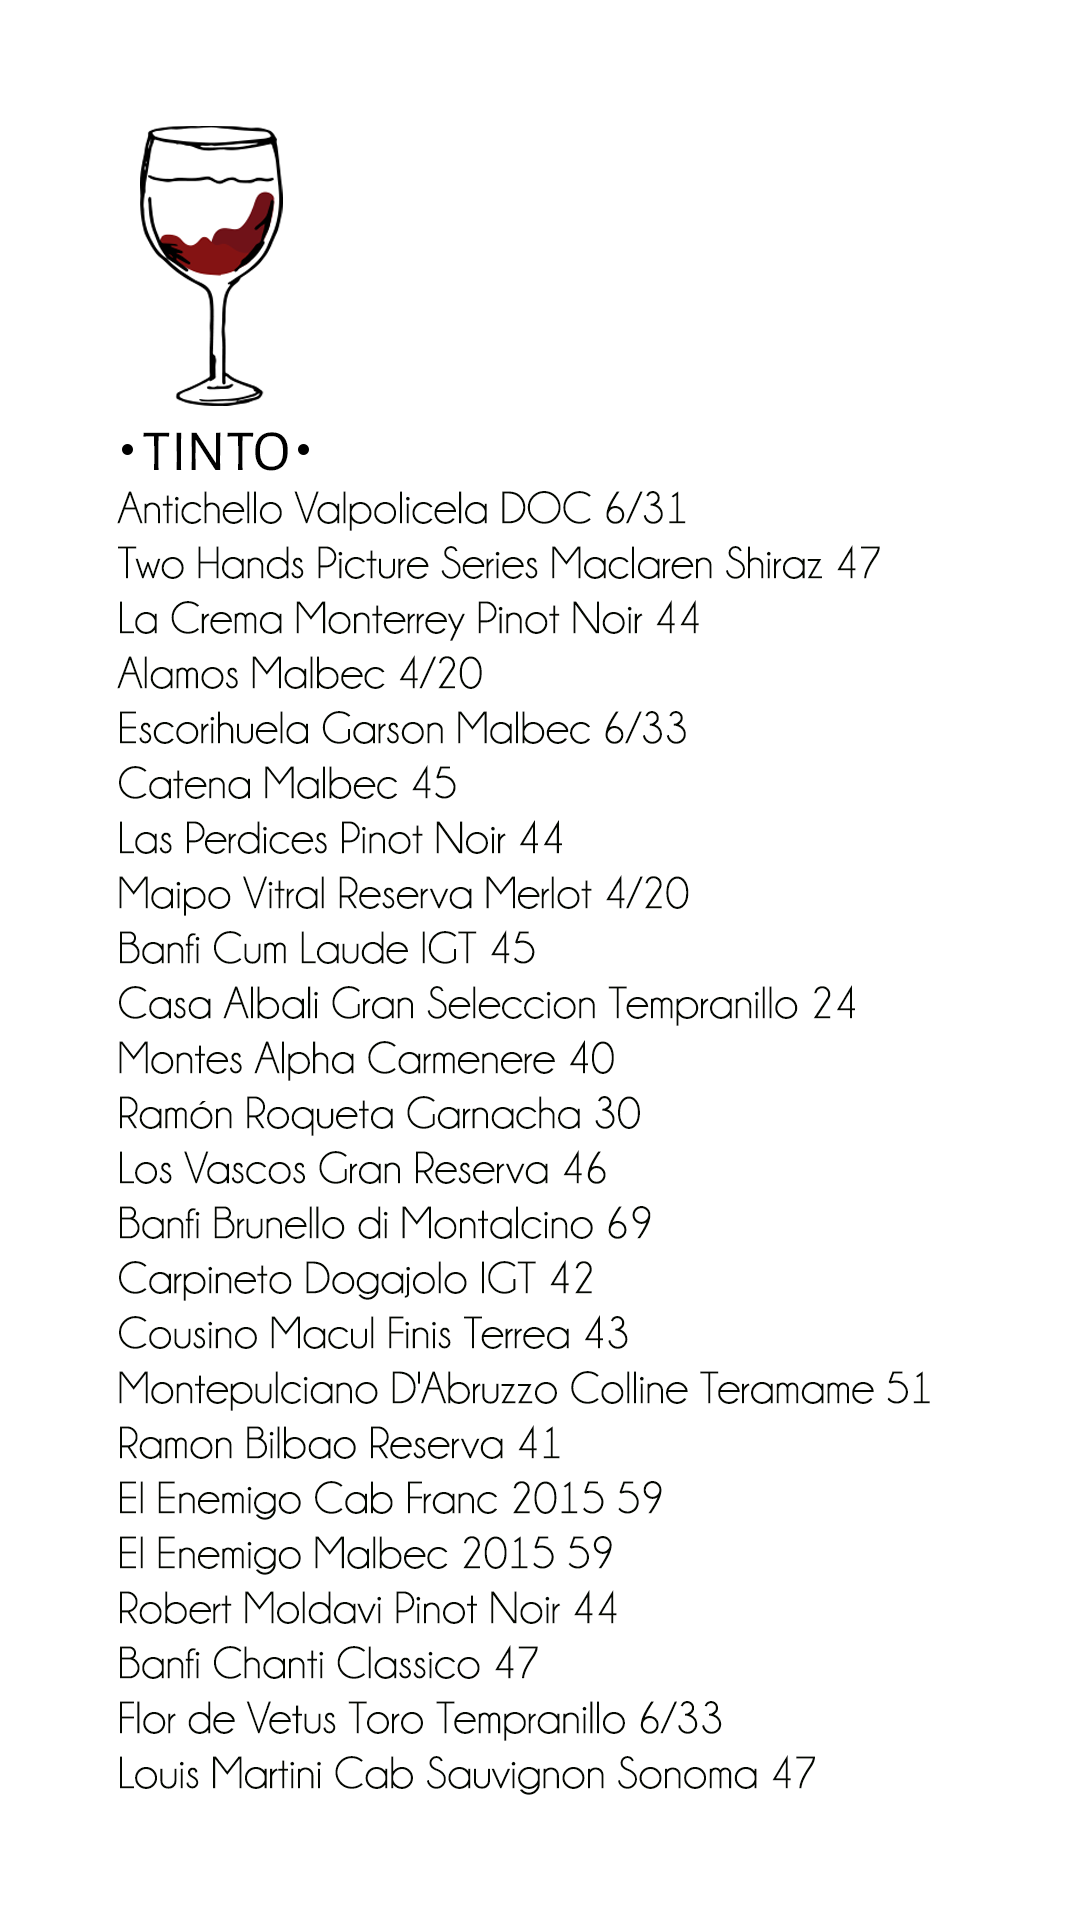 •TINTO•
Antichello Valpolicela DOC 6/31
Two Hands Picture Series Maclaren Shiraz 47
La Crema Monterrey Pinot Noir 44
Alamos Malbec 4/20
Escorihuela Garson Malbec 6/33
Catena Malbec 45
Las Perdices Pinot Noir 44
Maipo Vitral Reserva Merlot 4/20
Banfi Cum Laude IGT 45
Casa Albali Gran Seleccion Tempranillo 24
Montes Alpha Carmenere 40
Ramón Roqueta Garnacha 30
Los Vascos Gran Reserva 46
Banfi Brunello di Montalcino 69
Carpineto Dogajolo IGT 42
Cousino Macul Finis Terrea 43
Montepulciano D'Abruzzo Colline Teramame 51
Ramon Bilbao Reserva 41
El Enemigo Cab Franc 2015 59
El Enemigo Malbec 2015 59
Robert Moldavi Pinot Noir 44
Banfi Chanti Classico 47
Flor de Vetus Toro Tempranillo 6/33
Louis Martini Cab Sauvignon Sonoma 47